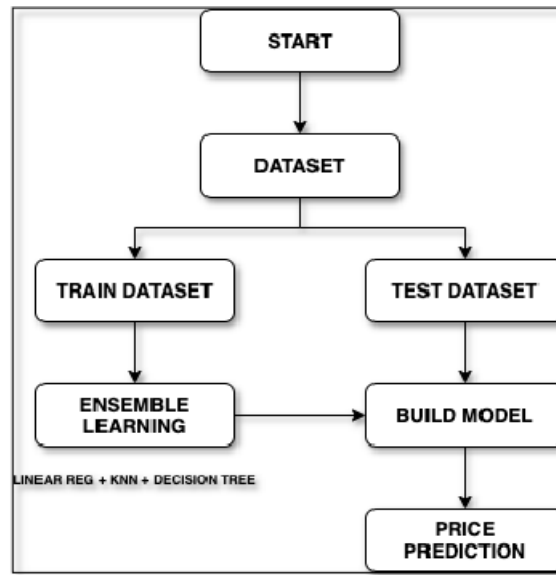 START
DATASET
TRAIN DATASET
TEST DATASET
ENSEMBLE
LEARNING
BUILD MODEL
LINEAR REG + KNN + DECISION TREE
PRICE
PREDICTION